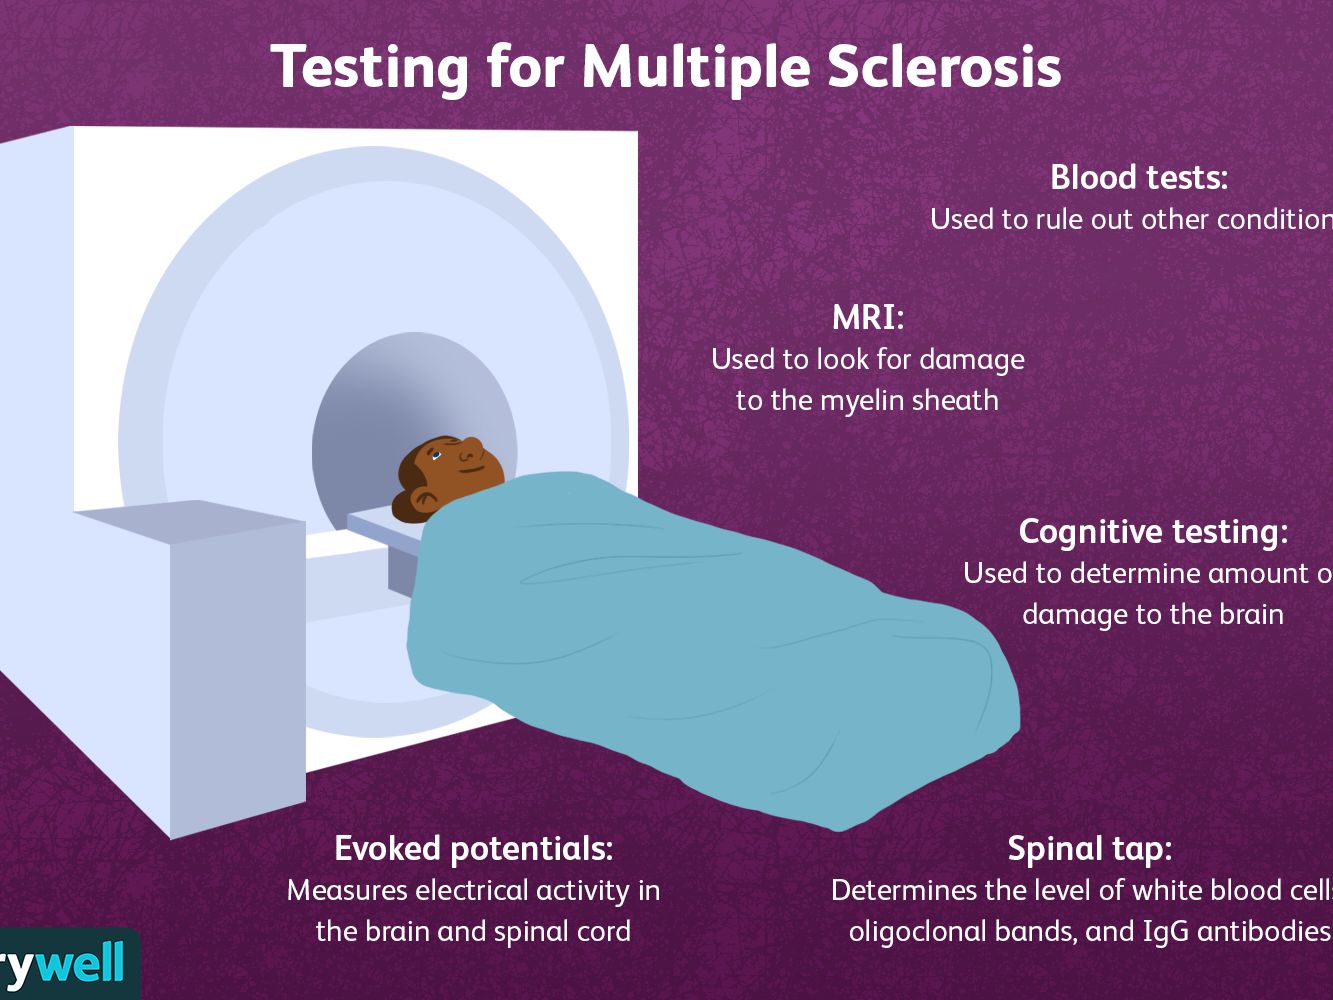 Testing for Multiple Sclerosis
Blood tests:
Used to rule out other condition
MRI:
Used to look for damage
to the myelin sheath
Cognitive testing:
Used to determine amount o
damage to the brain
Evoked potentials:
Measures electrical activity in
the brain and spinal cord
Spinal tap:
Determines the level of white blood cells
oligoclonal bands, and IgG antibodies
rywell